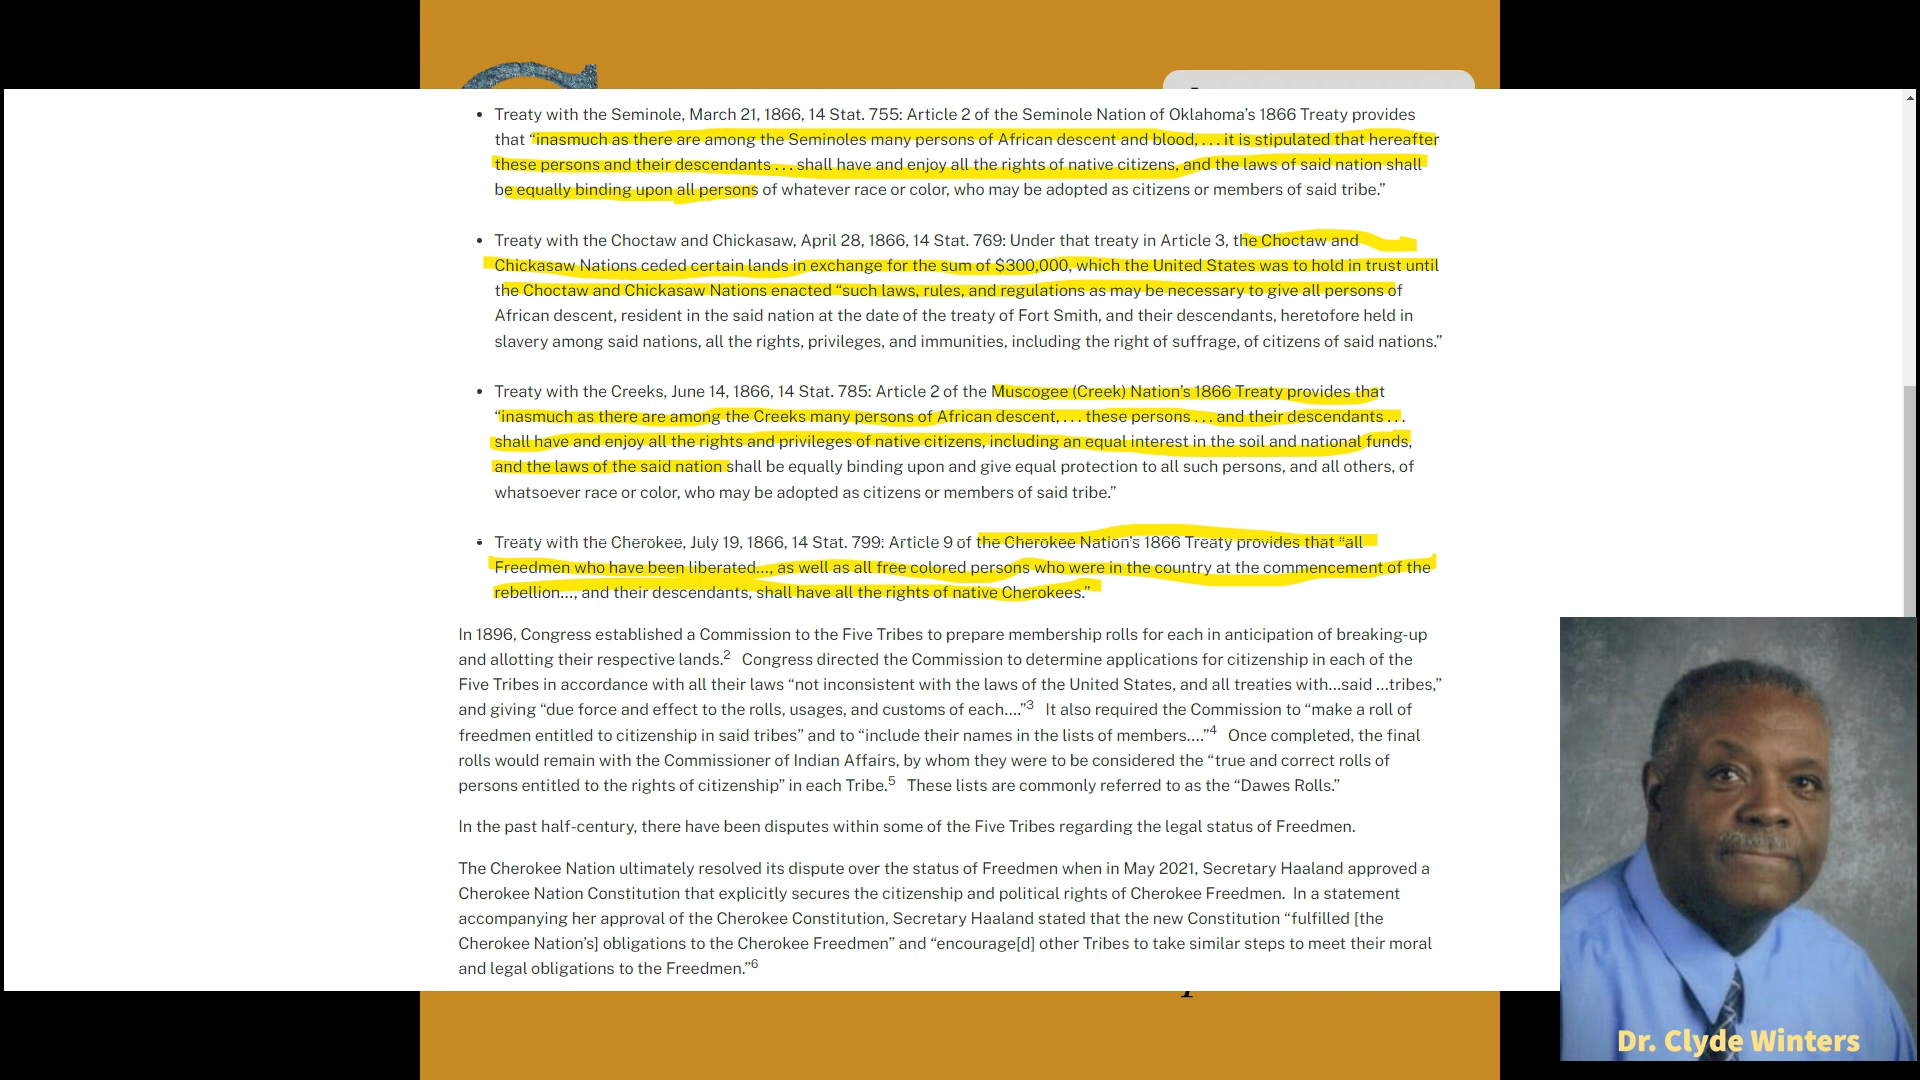 • Treaty with the Seminole, March 21, 1866, 14 Stat. 755: Article 2 of the Seminole Nation of Oklahoma’s 1866 Treaty provides
that “inasmuch as there are among the Seminoles many persons of African descent and blood, . . . it is stipulated that hereafter
these persons and their descendants . . . shall have and enjoy all the rights of native citizens, and the laws of said nation shall
be equally binding upon all persons of whatever race or color, who may be adopted as citizens or members of said tribe.”
• Treaty with the Choctaw and Chickasaw, April 28, 1866, 14 Stat. 769: Under that treaty in Article 3, the Choctaw and
Chickasaw Nations ceded certain lands in exchange for the sum of $300,000, which the United States was to hold in trust until
the Choctaw and Chickasaw Nations enacted “such laws, rules, and regulations as may be necessary to give all persons of
African descent, resident in the said nation at the date of the treaty of Fort Smith, and their descendants, heretofore held in
slavery among said nations, all the rights, privileges, and immunities, including the right of suffrage, of citizens of said nations.”
• Treaty with the Creeks, June 14, 1866, 14 Stat. 785: Article 2 of the Muscogee (Creek) Nation’s 1866 Treaty provides that
“inasmuch as there are among the Creeks many persons of African descent, . . . these persons . . . and their descendants . . .
shall have and enjoy all the rights and privileges of native citizens, including an equal interest in the soil and national funds,
and the laws of the said nation shall be equally binding upon and give equal protection to all such persons, and all others, of
whatsoever race or color, who may be adopted as citizens or members of said tribe.”
• Treaty with the Cherokee, July 19, 1866, 14 Stat. 799: Article 9 of the Cherokee Nation’s 1866 Treaty provides that “all
Freedmen who have been liberated…, as well as all free colored persons who were in the country at the commencement of the
rebellion…, and their descendants, shall have all the rights of native Cherokees.”
In 1896, Congress established a Commission to the Five Tribes to prepare membership rolls for each in anticipation of breaking-up
and allotting their respective lands.2 Congress directed the Commission to determine applications for citizenship in each of the
Five Tribes in accordance with all their laws “not inconsistent with the laws of the United States, and all treaties with…said …tribes,”
and giving “due force and effect to the rolls, usages, and customs of each….”3 It also required the Commission to “make a roll of
freedmen entitled to citizenship in said tribes” and to “include their names in the lists of members….”4 Once completed, the final
rolls would remain with the Commissioner of Indian Affairs, by whom they were to be considered the “true and correct rolls of
persons entitled to the rights of citizenship” in each Tribe.5 These lists are commonly referred to as the “Dawes Rolls.”
In the past half-century, there have been disputes within some of the Five Tribes regarding the legal status of Freedmen.
The Cherokee Nation ultimately resolved its dispute over the status of Freedmen when in May 2021, Secretary Haaland approved a
Cherokee Nation Constitution that explicitly secures the citizenship and political rights of Cherokee Freedmen. In a statement
accompanying her approval of the Cherokee Constitution, Secretary Haaland stated that the new Constitution “fulfilled [the
Cherokee Nation’s] obligations to the Cherokee Freedmen” and “encourage[d] other Tribes to take similar steps to meet their moral
and legal obligations to the Freedmen.”6
Dr. Clyde Winters